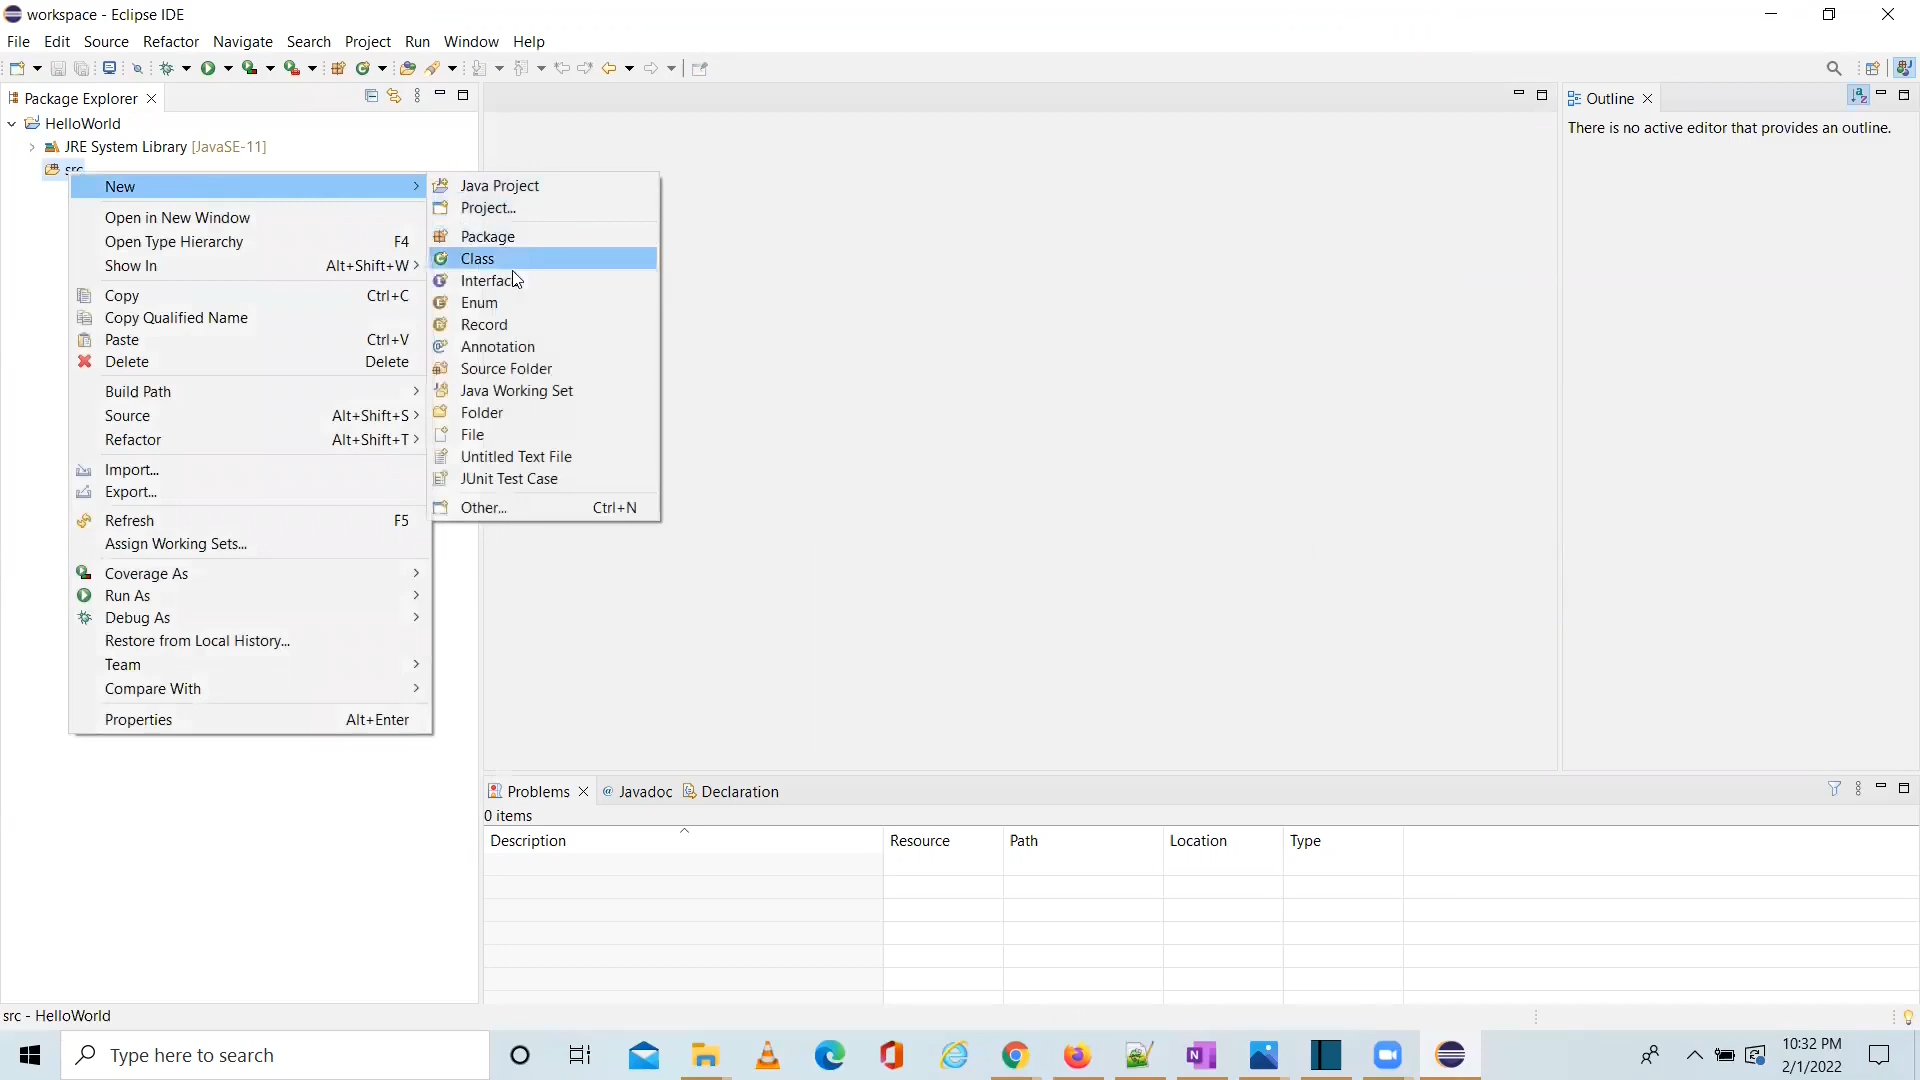 workspace - Eclipse IDE
File Edit Source Refactor Navigate Search Project Run Window Help
Package Explorer
HelloWorld
JRE System Library [JavaSE-11]
src
New
Open in New Window
Open Type Hierarchy F4
Show In Alt+Shift+W
Copy Ctrl+C
Copy Qualified Name
Paste Ctrl+V
Delete Delete
Build Path
Source Alt+Shift+S
Refactor Alt+Shift+T
Import...
Export...
Refresh F5
Assign Working Sets...
Coverage As
Run As
Debug As
Restore from Local History...
Team
Compare With
Properties Alt+Enter
Java Project
Project...
Package
Class
Interface
Enum
Record
Annotation
Source Folder
Java Working Set
Folder
File
Untitled Text File
JUnit Test Case
Other... Ctrl+N
Outline
There is no active editor that provides an outline.
Problems Javadoc Declaration
0 items
Description Resource Path Location Type
src - HelloWorld
Type here to search
10:32 PM
2/1/2022